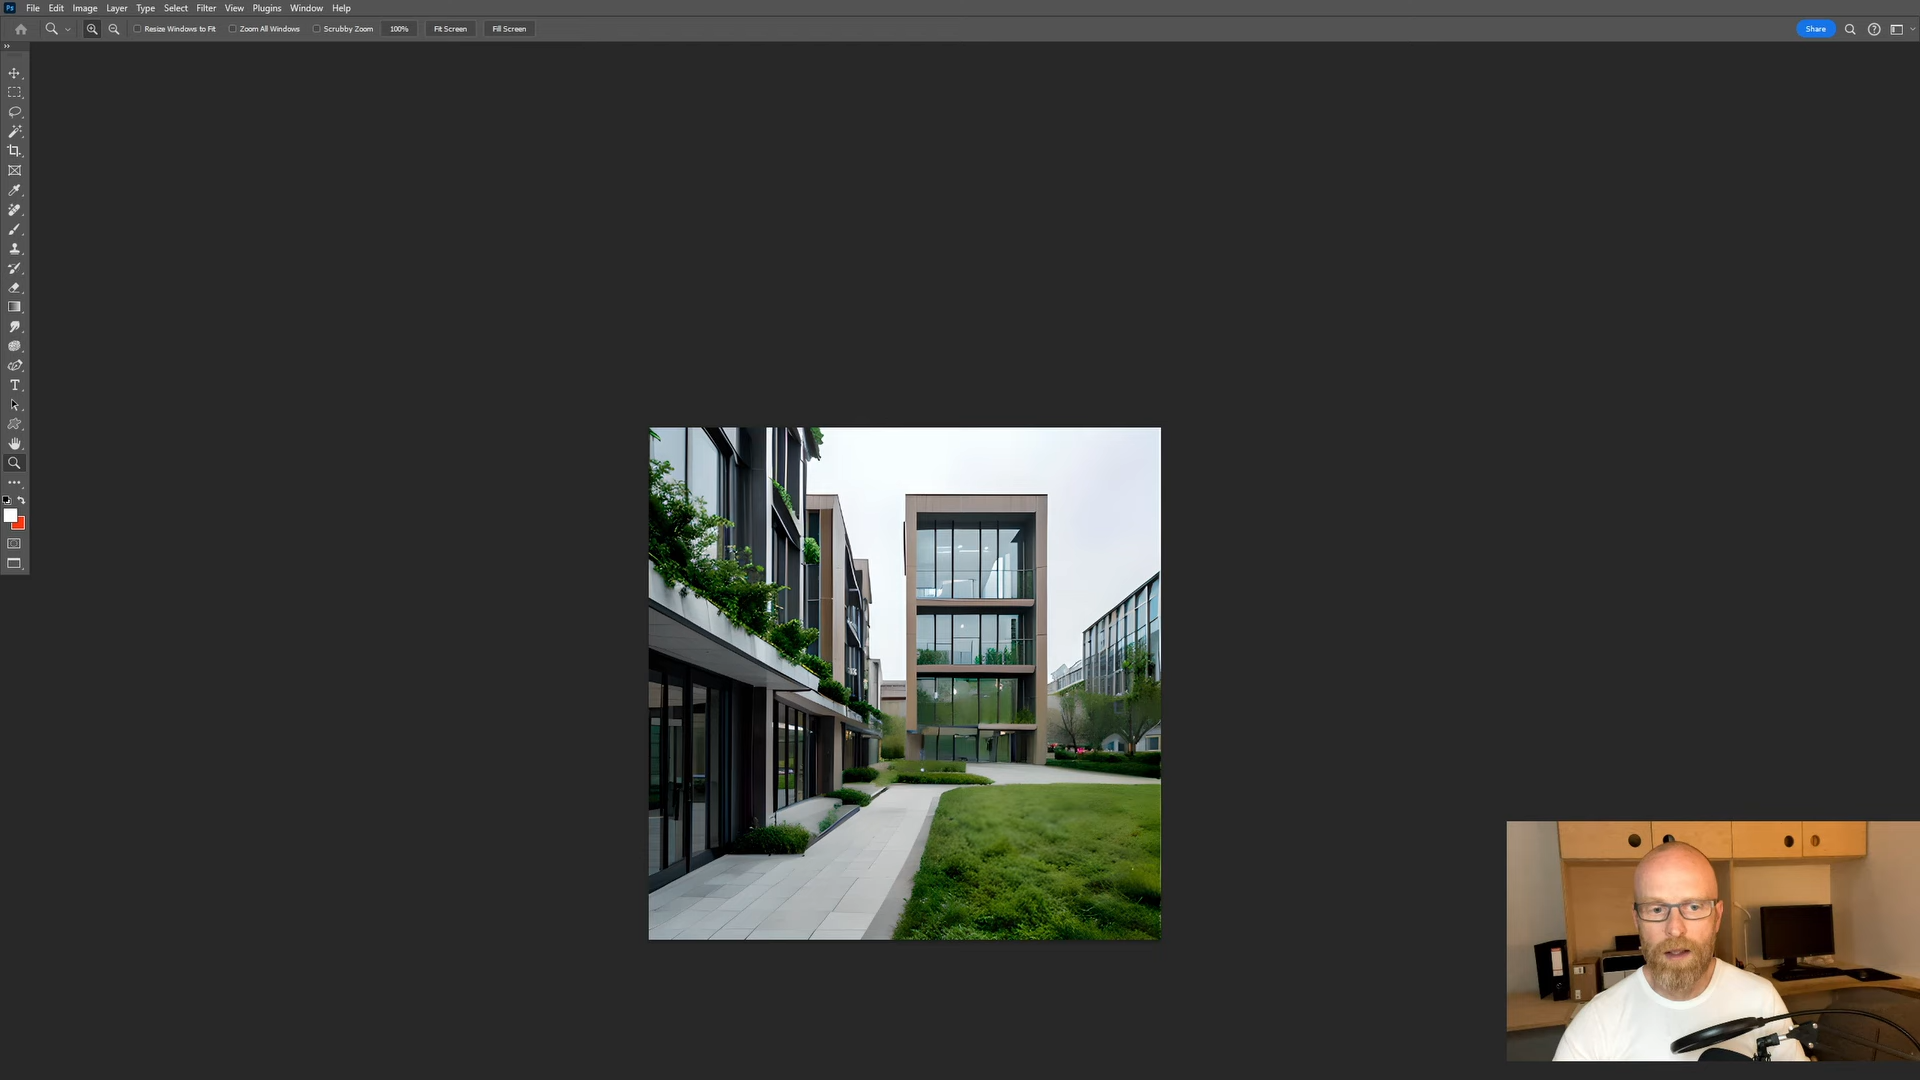 Ps File Edit Image Layer Type Select Filter View Plugins Window Help
Resize Windows to Fit Zoom All Windows Scrubby Zoom 100% Fit Screen Fill Screen Share
T